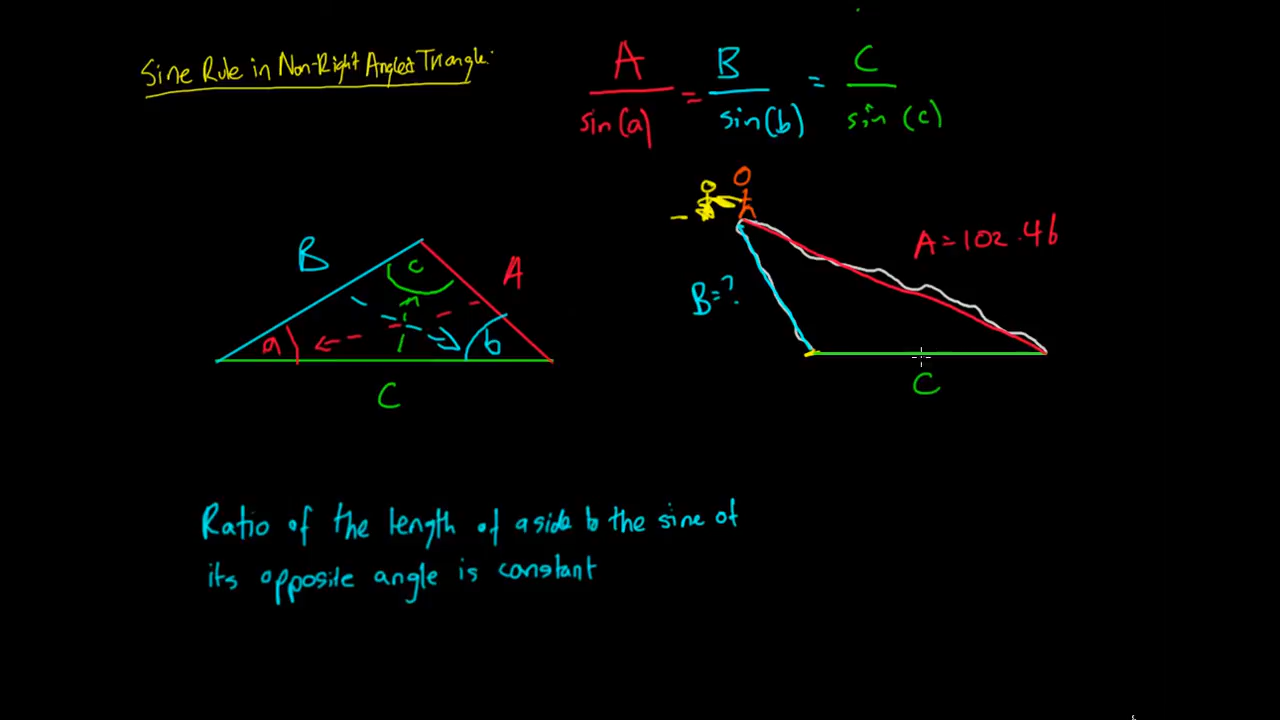 Sine Rule in Non-Right Angled Triangle.
A/sin(a) = B/sin(b) = C/sin(c)
B
c
A
a
b
C
A=102.46
B=?
C
Ratio of the length of a side to the sine of
its opposite angle is constant